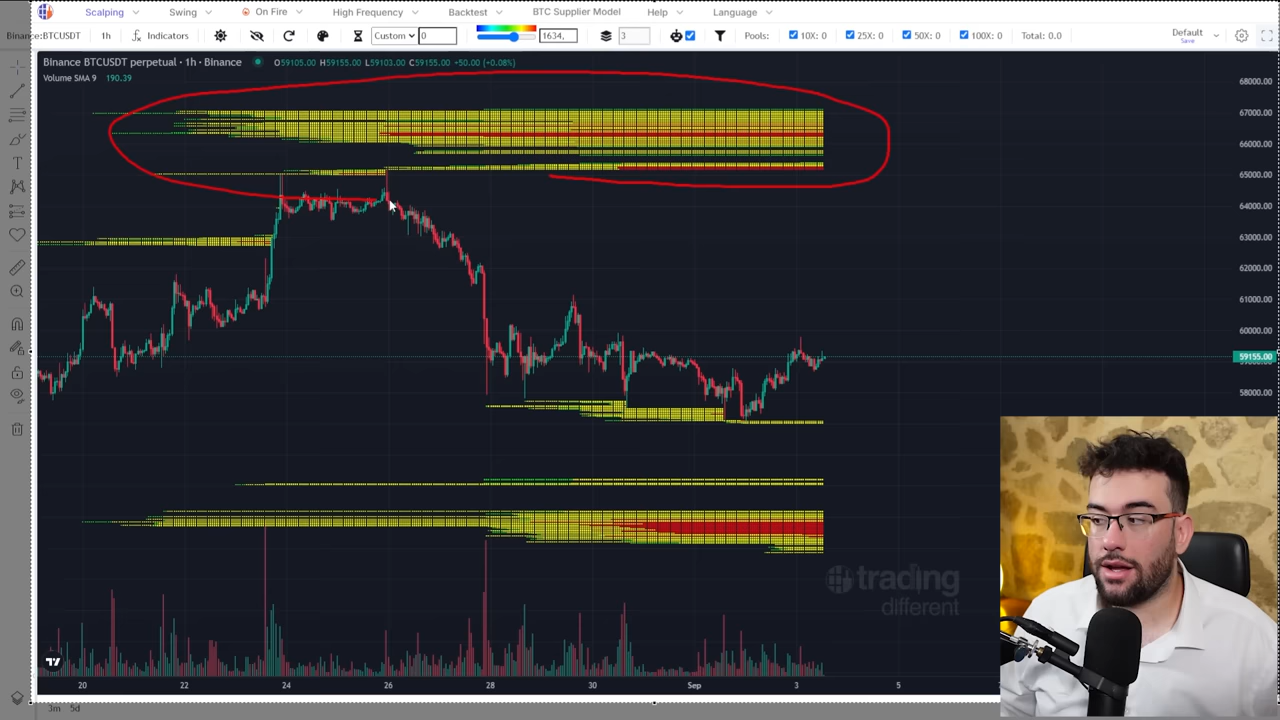 Scalping Swing On Fire High Frequency Backtest BTC Supplier Model Help Language
Binance:BTCUSDT 1h Indicators Custom 0 1634, 3 Pools: 10X: 0 25X: 0 50X: 0 100X: 0 Total: 0.0 Default
Save
Binance BTCUSDT perpetual · 1h · Binance O59105.00 H59155.00 L59103.00 C59155.00 +50.00 (+0.08%)
Volume SMA 9 190.39
68000.00
67000.00
66000.00
65000.00
64000.00
63000.00
62000.00
61000.00
60000.00
59155.00
58000.00
trading
different
20 22 24 26 28 30 Sep 3 5
3m 5d